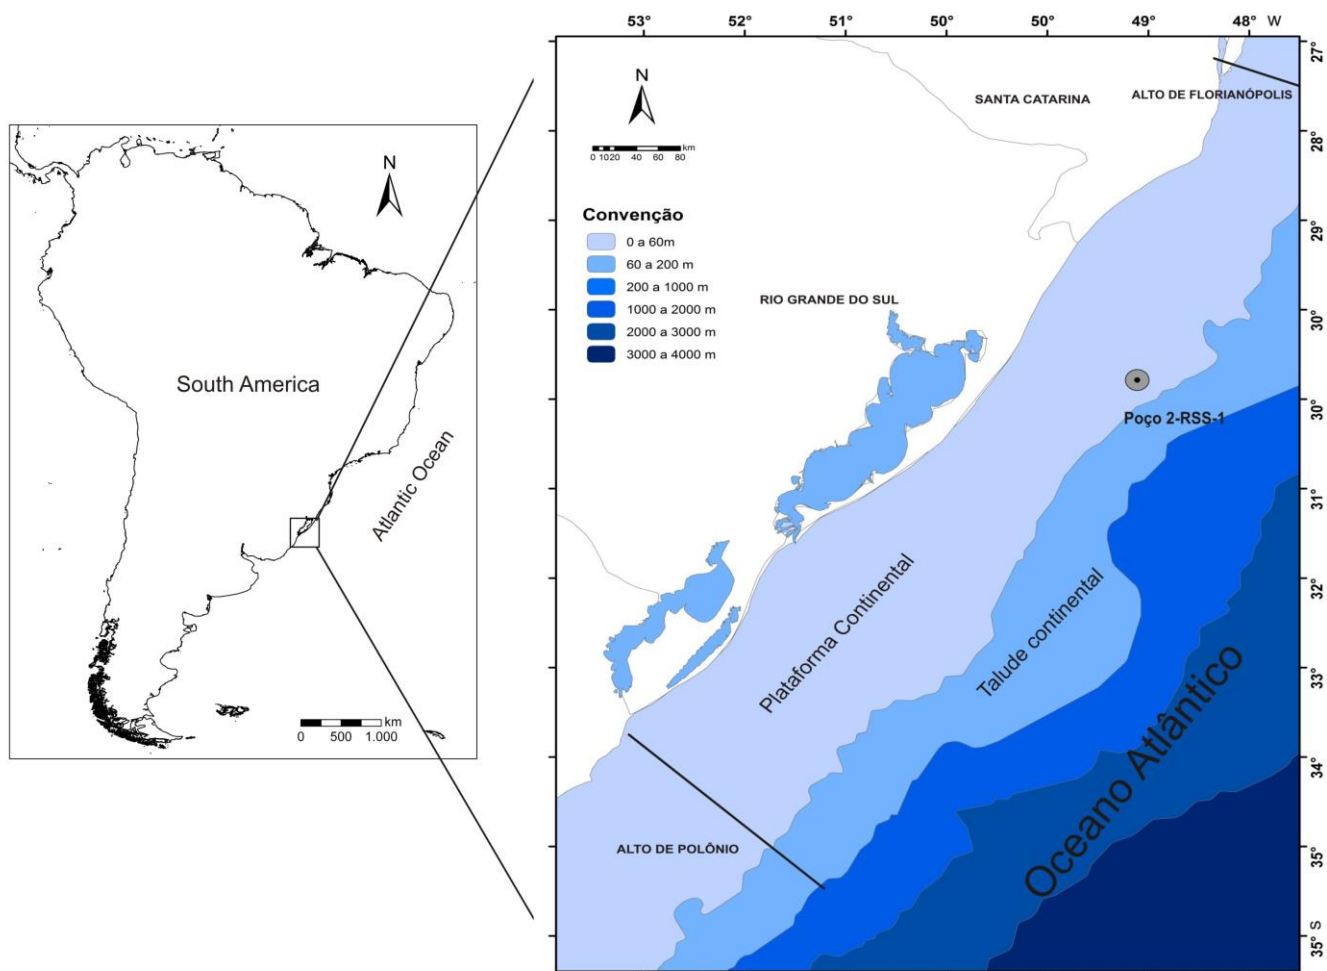 N
South America
Atlantic Ocean
km
0 500 1.000
53° 52° 51° 50° 50° 49° 48° W
27°
28°
29°
30°
30°
31°
32°
33°
34°
35°
35° S
N
0 1020 40 60 80 km
SANTA CATARINA
ALTO DE FLORIANÓPOLIS
Convenção
0 a 60m
60 a 200 m
200 a 1000 m
1000 a 2000 m
2000 a 3000 m
3000 a 4000 m
RIO GRANDE DO SUL
Poço 2-RSS-1
Plataforma Continental
Talude continental
Oceano Atlântico
ALTO DE POLÔNIO